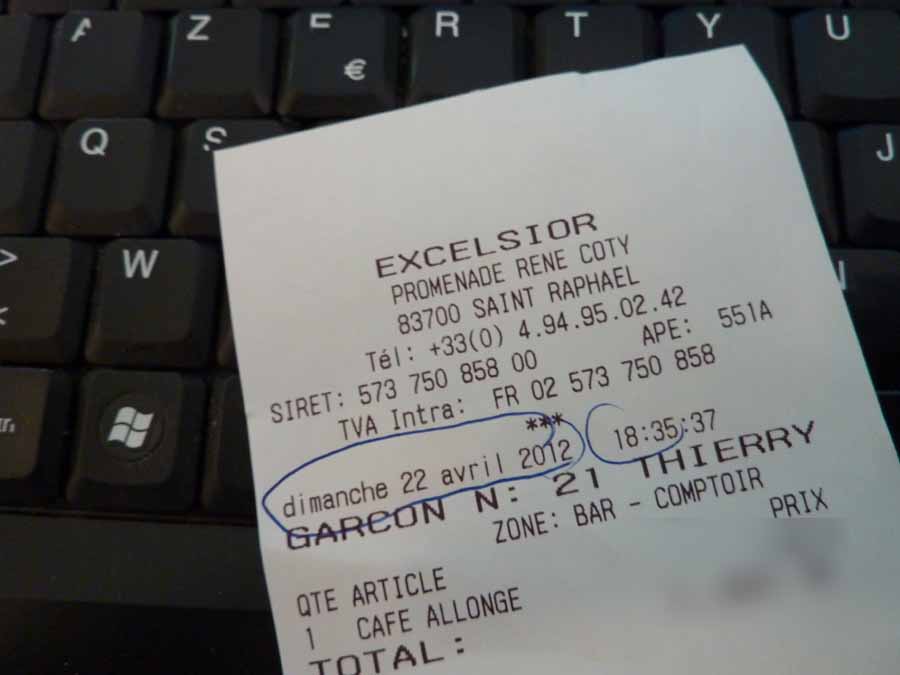 A Z E R T Y U
€
Q S J
>
< W
EXCELSIOR
PROMENADE RENE COTY
83700 SAINT RAPHAEL
Tél: +33(0) 4.94.95.02.42
SIRET: 573 750 858 00 APE: 551A
TVA Intra: FR 02 573 750 858
***
dimanche 22 avril 2012 18:35:37
GARCON N: 21 THIERRY
ZONE: BAR - COMPTOIR
QTE ARTICLE PRIX
1 CAFE ALLONGE
TOTAL: